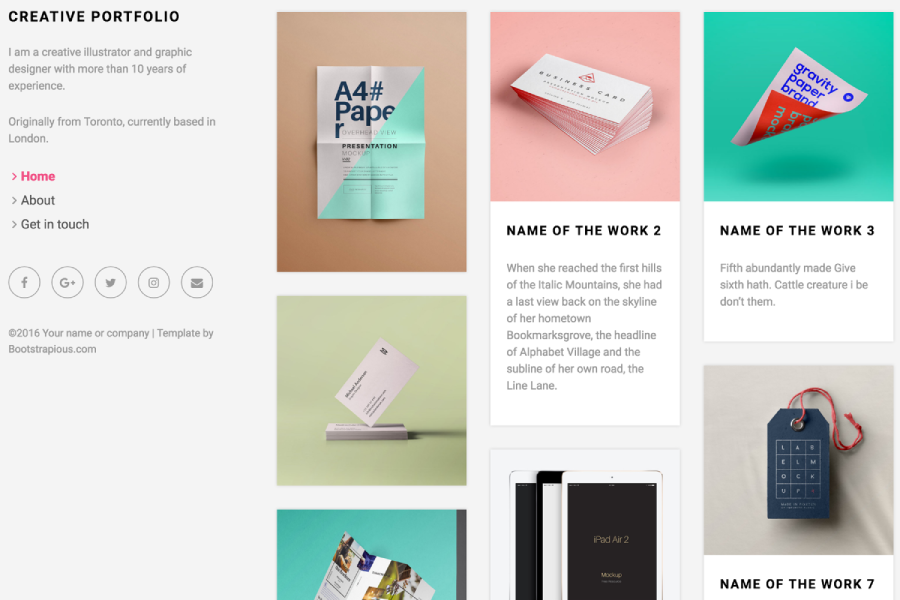 CREATIVE PORTFOLIO
I am a creative illustrator and graphic
designer with more than 10 years of
experience.
Originally from Toronto, currently based in
London.
Home
About
Get in touch
©2016 Your name or company | Template by
Bootstrapious.com
A4#
Pape
r
OVERHEAD VIEW
PRESENTATION
MOCKUP
BUSINESS CARD
PRESENTATION MOCKUP
NAME OF THE WORK 2
When she reached the first hills
of the Italic Mountains, she had
a last view back on the skyline
of her hometown
Bookmarksgrove, the headline
of Alphabet Village and the
subline of her own road, the
Line Lane.
iPad Air 2
Mockup
gravity
paper
brand
NAME OF THE WORK 3
Fifth abundantly made Give
sixth hath. Cattle creature i be
don't them.
L A B
E L M
O C K
U P
NAME OF THE WORK 7